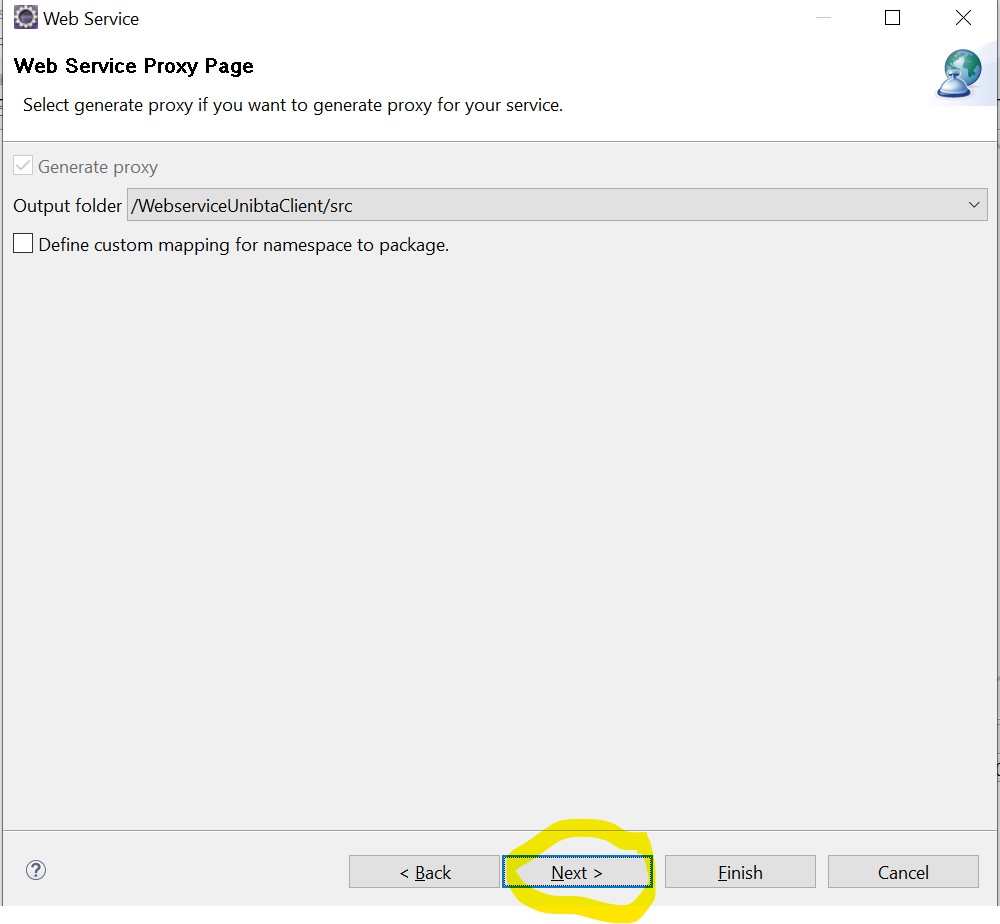 Web Service
Web Service Proxy Page
Select generate proxy if you want to generate proxy for your service.
Generate proxy
Output folder /WebserviceUnibtaClient/src
Define custom mapping for namespace to package.
? < Back Next > Finish Cancel